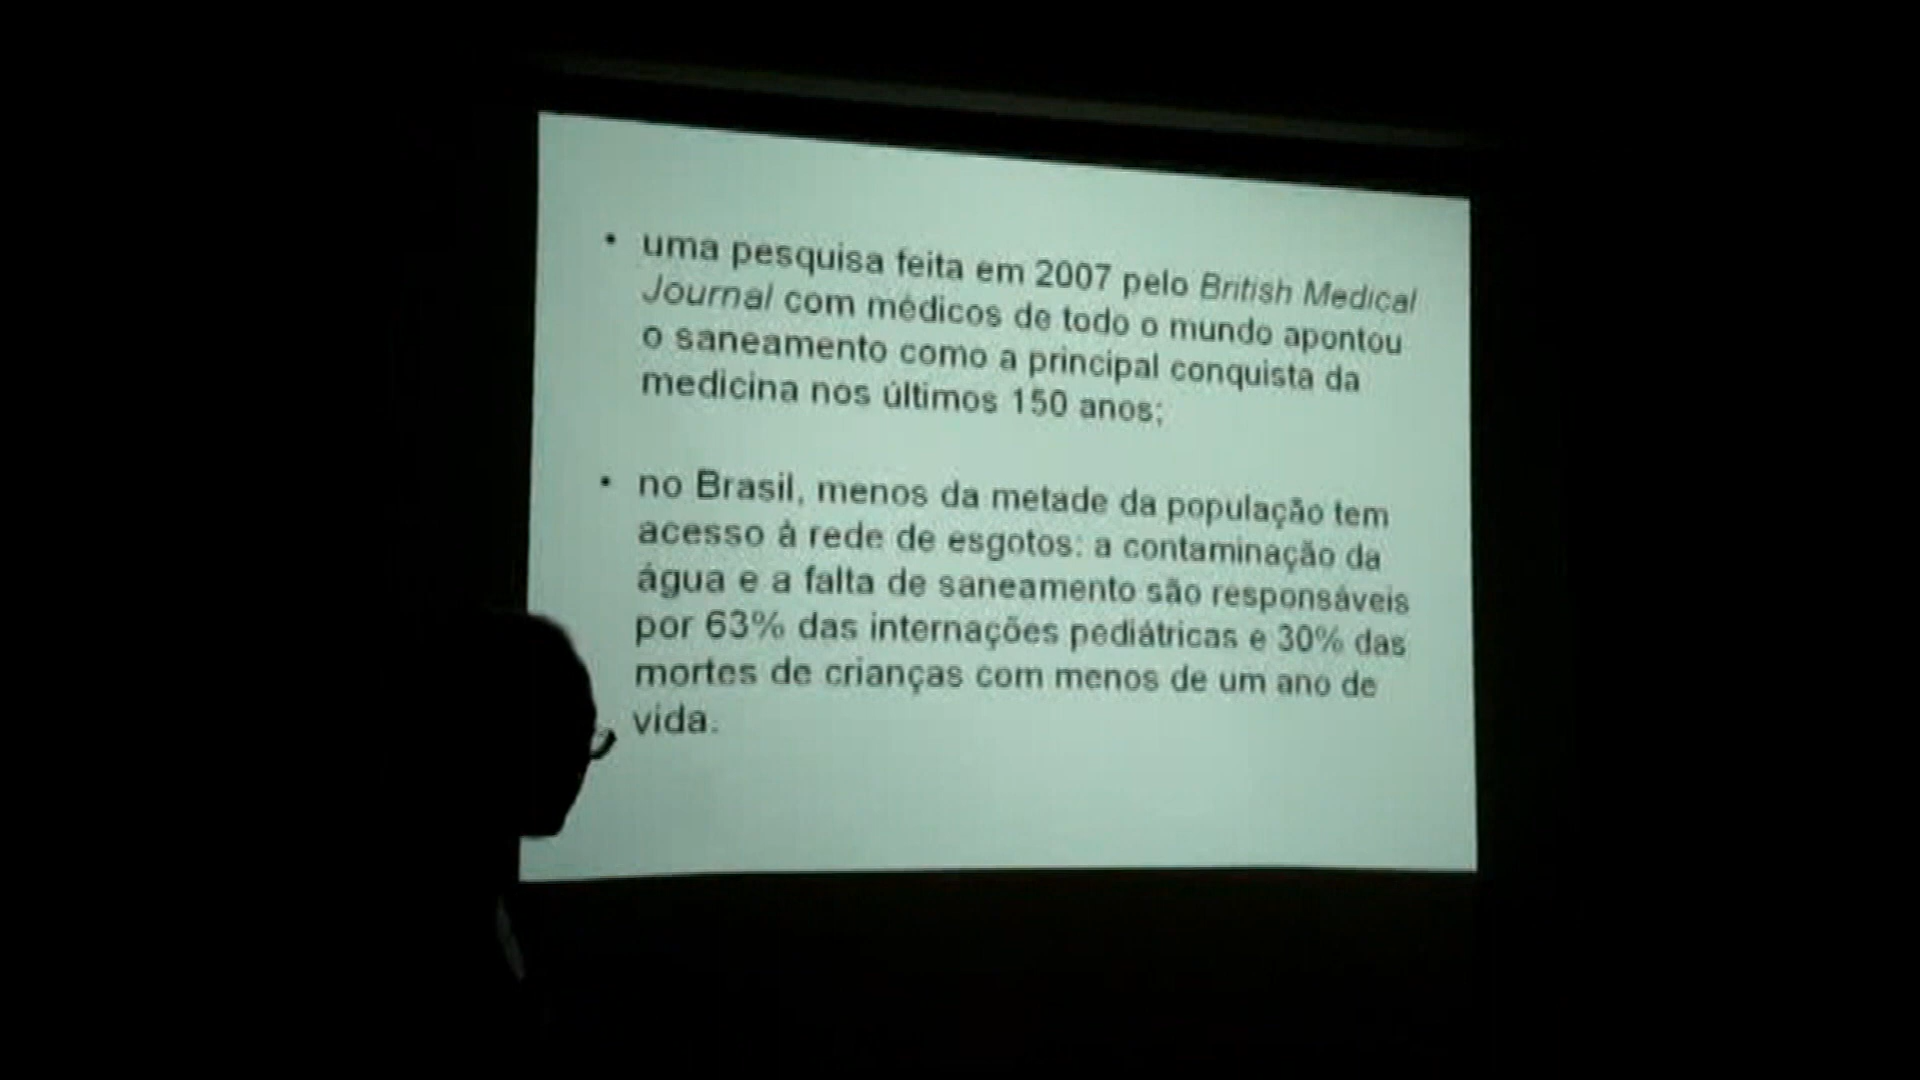 • uma pesquisa feita em 2007 pelo British Medical
Journal com médicos de todo o mundo apontou
o saneamento como a principal conquista da
medicina nos últimos 150 anos;
• no Brasil, menos da metade da população tem
acesso à rede de esgotos: a contaminação da
água e a falta de saneamento são responsáveis
por 63% das internações pediátricas e 30% das
mortes de crianças com menos de um ano de
vida.